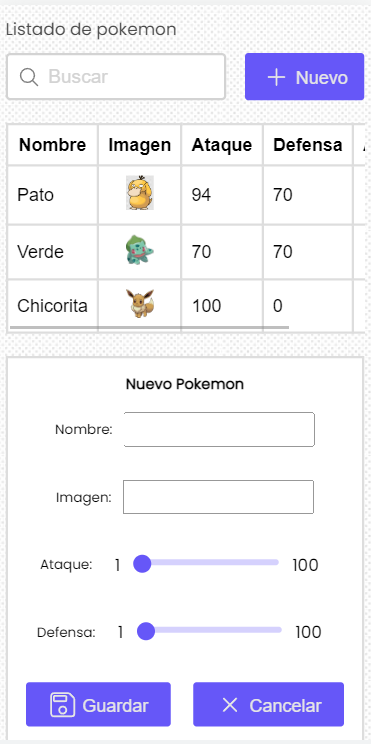 Listado de pokemon
Buscar
Nuevo
Nombre Imagen Ataque Defensa
Pato 94 70
Verde 70 70
Chicorita 100 0
Nuevo Pokemon
Nombre:
Imagen:
Ataque: 1 100
Defensa: 1 100
Guardar Cancelar